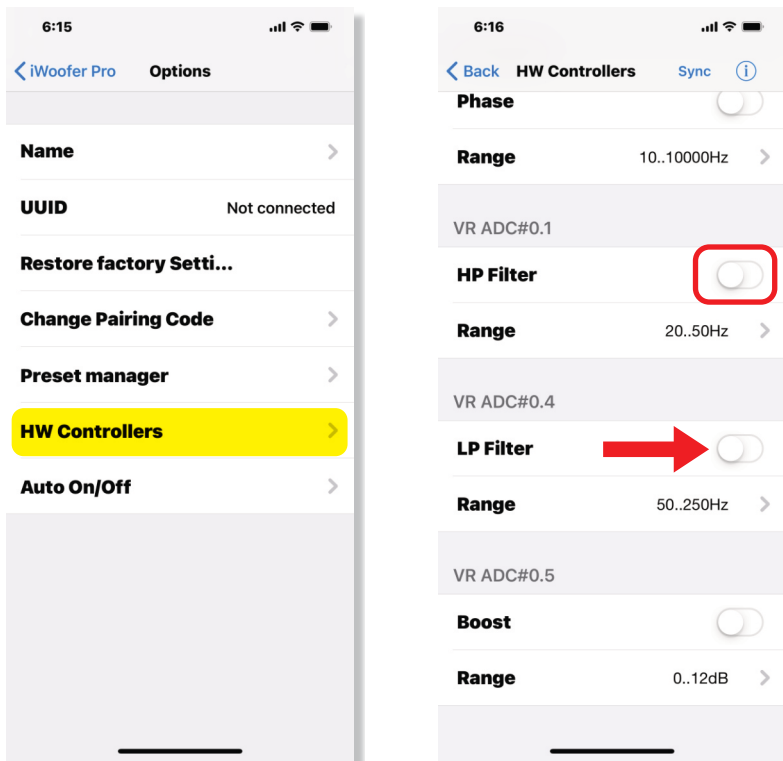 6:15
iWoofer Pro Options
Name
UUID Not connected
Restore factory Setti...
Change Pairing Code
Preset manager
HW Controllers
Auto On/Off
6:16
Back HW Controllers Sync i
Phase
Range 10..10000Hz
VR ADC#0.1
HP Filter
Range 20..50Hz
VR ADC#0.4
LP Filter
Range 50..250Hz
VR ADC#0.5
Boost
Range 0..12dB